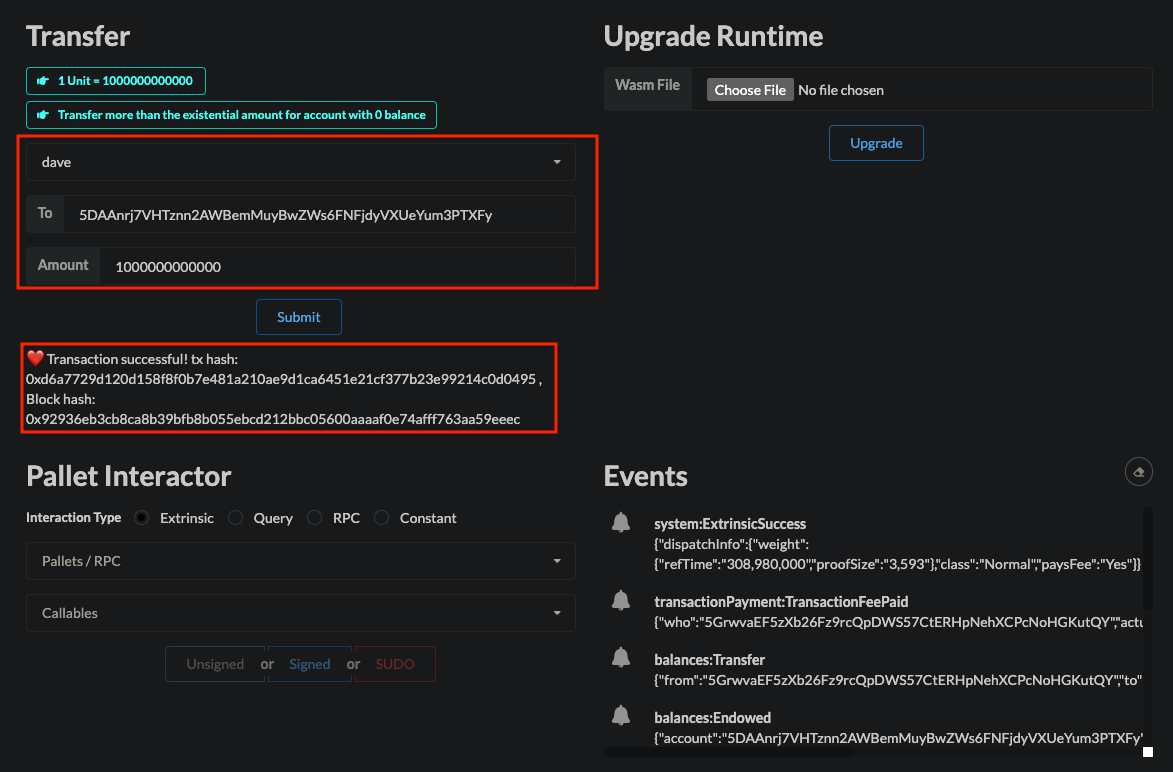 Transfer
1 Unit = 1000000000000
Transfer more than the existential amount for account with 0 balance
dave
To 5DAAnrj7VHTznn2AWBemMuyBwZWs6FNFjdyVXUeYum3PTXFy
Amount 1000000000000
Submit
Transaction successful! tx hash:
0xd6a7729d120d158f8f0b7e481a210ae9d1ca6451e21cf377b23e99214c0d0495 ,
Block hash:
0x92936eb3cb8ca8b39bfb8b055ebcd212bbc05600aaaaf0e74afff763aa59eeec
Upgrade Runtime
Wasm File Choose File No file chosen
Upgrade
Pallet Interactor
Interaction Type Extrinsic Query RPC Constant
Pallets / RPC
Callables
Unsigned or Signed or SUDO
Events
system:ExtrinsicSuccess
{"dispatchInfo":{"weight":
{"refTime":"308,980,000","proofSize":"3,593"},"class":"Normal","paysFee":"Yes"}}
transactionPayment:TransactionFeePaid
{"who":"5GrwvaEF5zXb26Fz9rcQpDWS57CtERHpNehXCPcNoHGKutQY","actu
balances:Transfer
{"from":"5GrwvaEF5zXb26Fz9rcQpDWS57CtERHpNehXCPcNoHGKutQY","to"
balances:Endowed
{"account":"5DAAnrj7VHTznn2AWBemMuyBwZWs6FNFjdyVXUeYum3PTXFy"